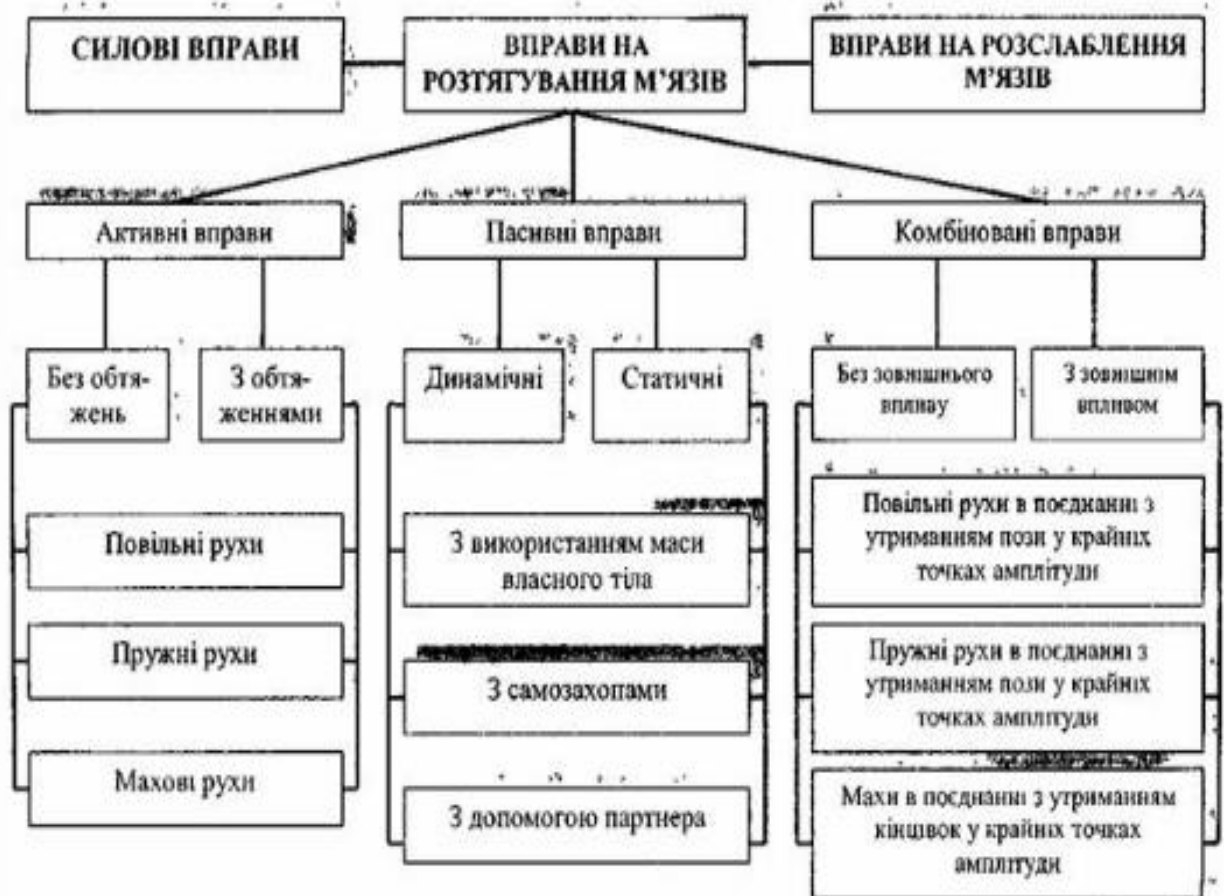 СИЛОВІ ВПРАВИ
ВПРАВИ НА
РОЗТЯГУВАННЯ М’ЯЗІВ
ВПРАВИ НА РОЗСЛАБЛЕННЯ
М’ЯЗІВ
Активні вправи
Пасивні вправи
Комбіновані вправи
Без обтя-
жень
З обтя-
женнями
Динамічні
Статичні
Без зовнішнього
впливу
З зовнішнім
впливом
Повільні рухи
Пружні рухи
Махові рухи
З використанням маси
власного тіла
З самозахопами
З допомогою партнера
Повільні рухи в поєднанні з
утриманням пози у крайніх
точках амплітуди
Пружні рухи в поєднанні з
утриманням пози у крайніх
точках амплітуди
Махи в поєднанні з утриманням
кінцівок у крайніх точках
амплітуди